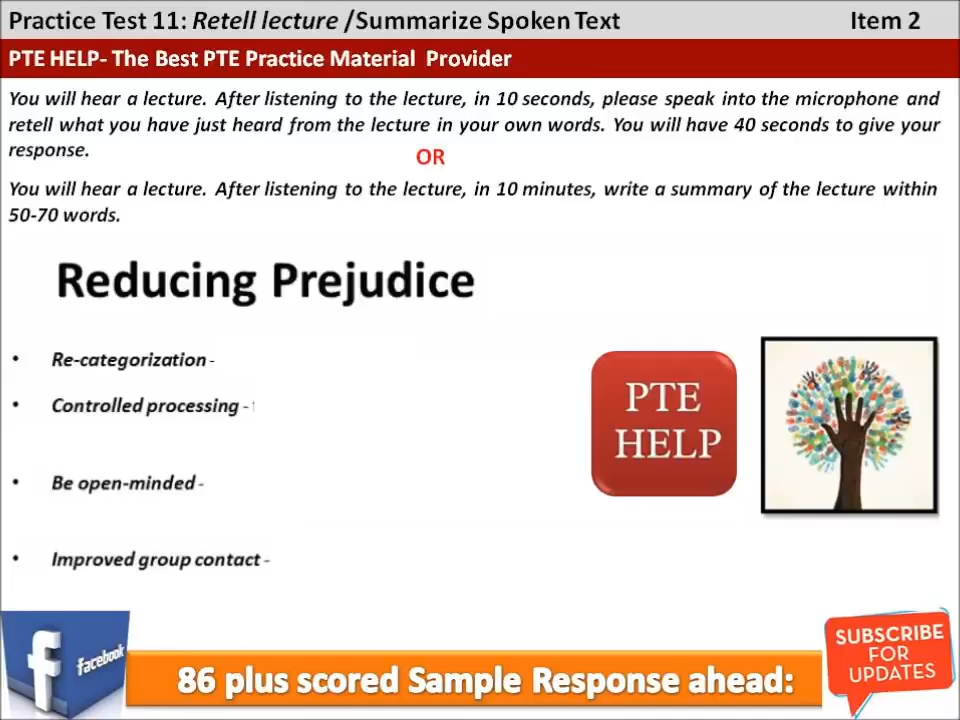 Practice Test 11: Retell lecture /Summarize Spoken Text Item 2
PTE HELP- The Best PTE Practice Material Provider
You will hear a lecture. After listening to the lecture, in 10 seconds, please speak into the microphone and
retell what you have just heard from the lecture in your own words. You will have 40 seconds to give your
response.
OR
You will hear a lecture. After listening to the lecture, in 10 minutes, write a summary of the lecture within
50-70 words.
Reducing Prejudice
• Re-categorization -
• Controlled processing -
• Be open-minded -
• Improved group contact -
PTE
HELP
facebook
86 plus scored Sample Response ahead:
SUBSCRIBE
FOR
UPDATES